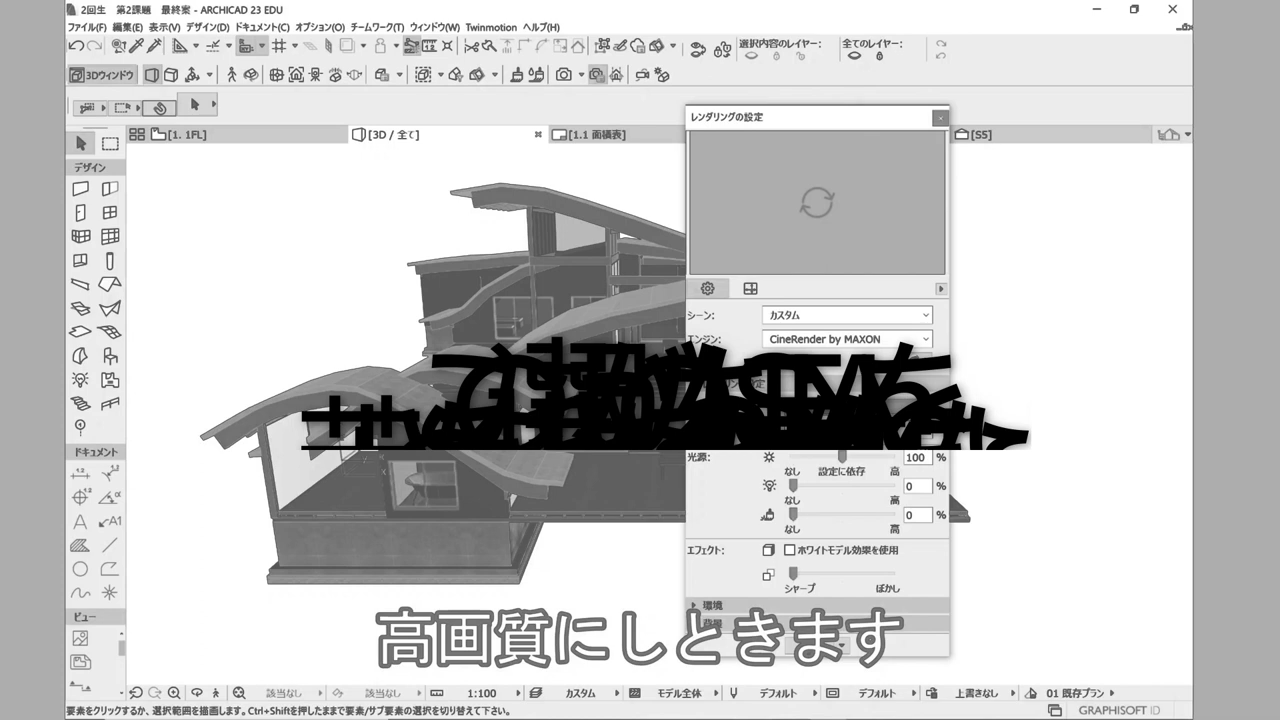 2回生 第2課題 最終案 - ARCHICAD 23 EDU
ファイル(F) 編集(E) 表示(V) デザイン(D) ドキュメント(C) オプション(O) チームワーク(T) ウィンドウ(W) Twinmotion ヘルプ(H)
選択内容のレイヤー: 全てのレイヤー:
3Dウィンドウ
レンダリングの設定
[1. 1FL] [3D / 全て] [1.1 面積表] [S5]
デザイン
シーン: カスタム
エンジン: CineRender by MAXON
光源: 100 %
なし 設定に依存 高
0 %
なし 高
0 %
なし 高
エフェクト: ホワイトモデル効果を使用
シャープ ぼかし
環境
背景
ドキュメント
A1
ビュー
高画質にしときます
該当なし 該当なし 1:100 カスタム モデル全体 デフォルト デフォルト 上書きなし 01 既存プラン
要素をクリックするか、選択範囲を描画します。Ctrl+Shiftを押したままで要素/サブ要素の選択を切り替えて下さい。
GRAPHISOFT ID